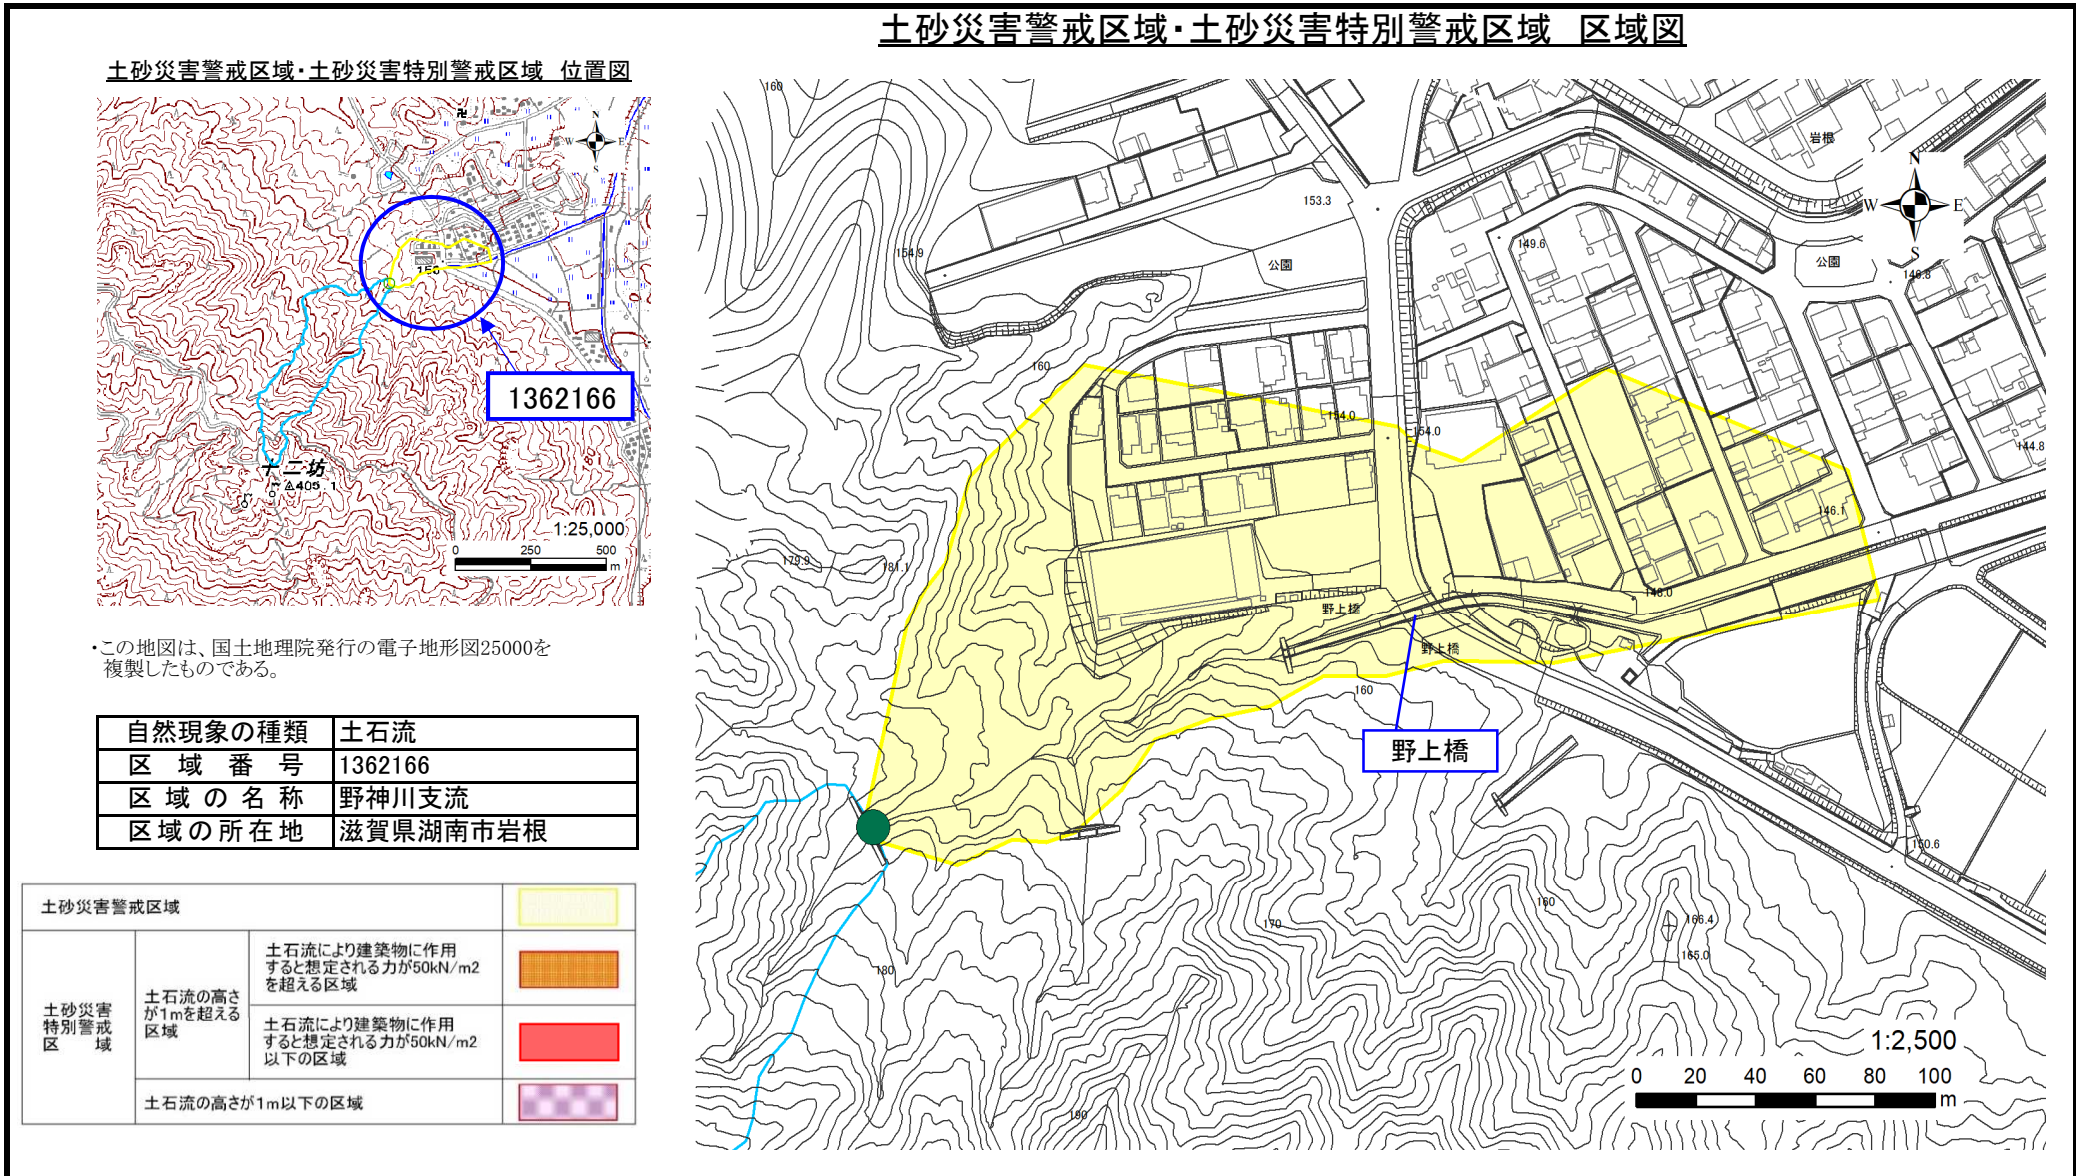 土砂災害警戒区域・土砂災害特別警戒区域　区域図
土砂災害警戒区域・土砂災害特別警戒区域　位置図
N
W
E
S
150
1362166
十二坊
△405.1
180
1:25,000
0 250 500
m
・この地図は、国土地理院発行の電子地形図25000を
複製したものである。
自然現象の種類 土石流
区域番号 1362166
区域の名称 野神川支流
区域の所在地 滋賀県湖南市岩根
土砂災害警戒区域
土砂災害
特別警戒
区　域
土石流の高さ
が1mを超える
区域
土石流により建築物に作用
すると想定される力が50kN/m2
を超える区域
土石流により建築物に作用
すると想定される力が50kN/m2
以下の区域
土石流の高さが1m以下の区域
160
岩根
N
W
E
S
153.3
149.6
154.9
公園
公園
146.8
160
154.0
154.0
144.8
146.1
179.9
181.1
148.0
野上橋
野上橋
160
野上橋
150.6
160
166.4
170
165.0
180
190
1:2,500
0 20 40 60 80 100
m